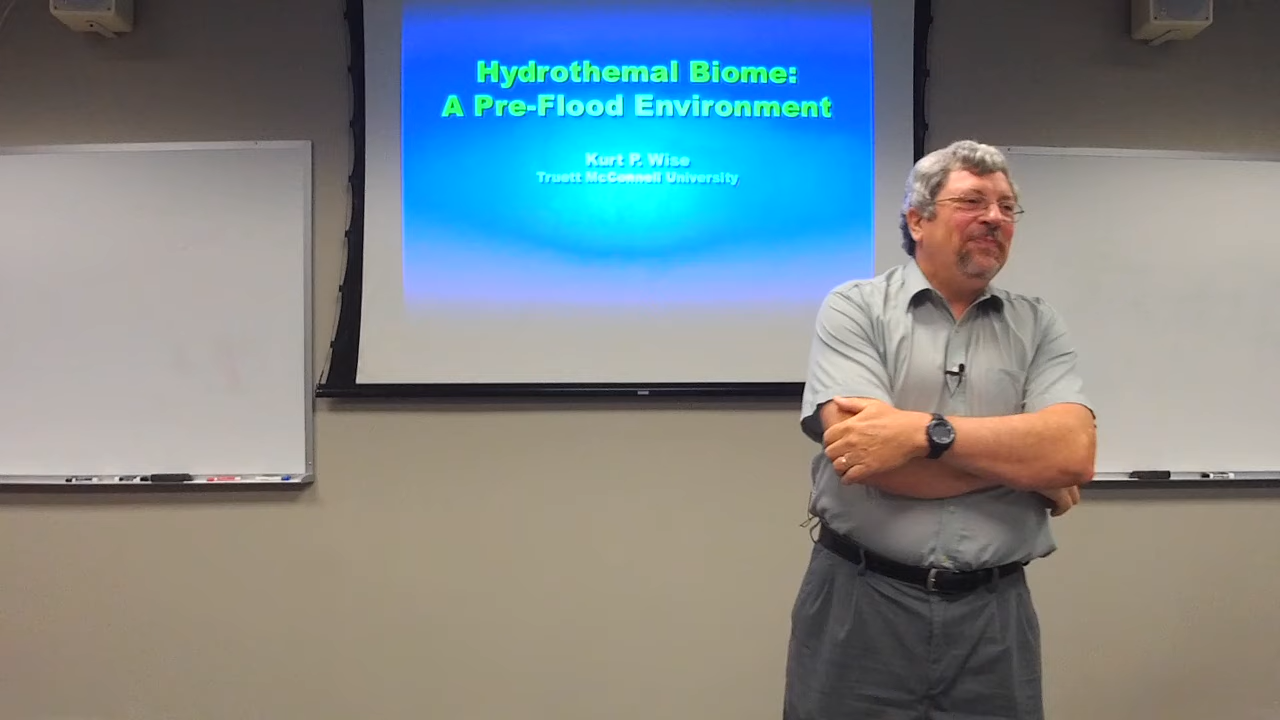 Hydrothemal Biome:
A Pre-Flood Environment
Kurt P. Wise
Truett McConnell University